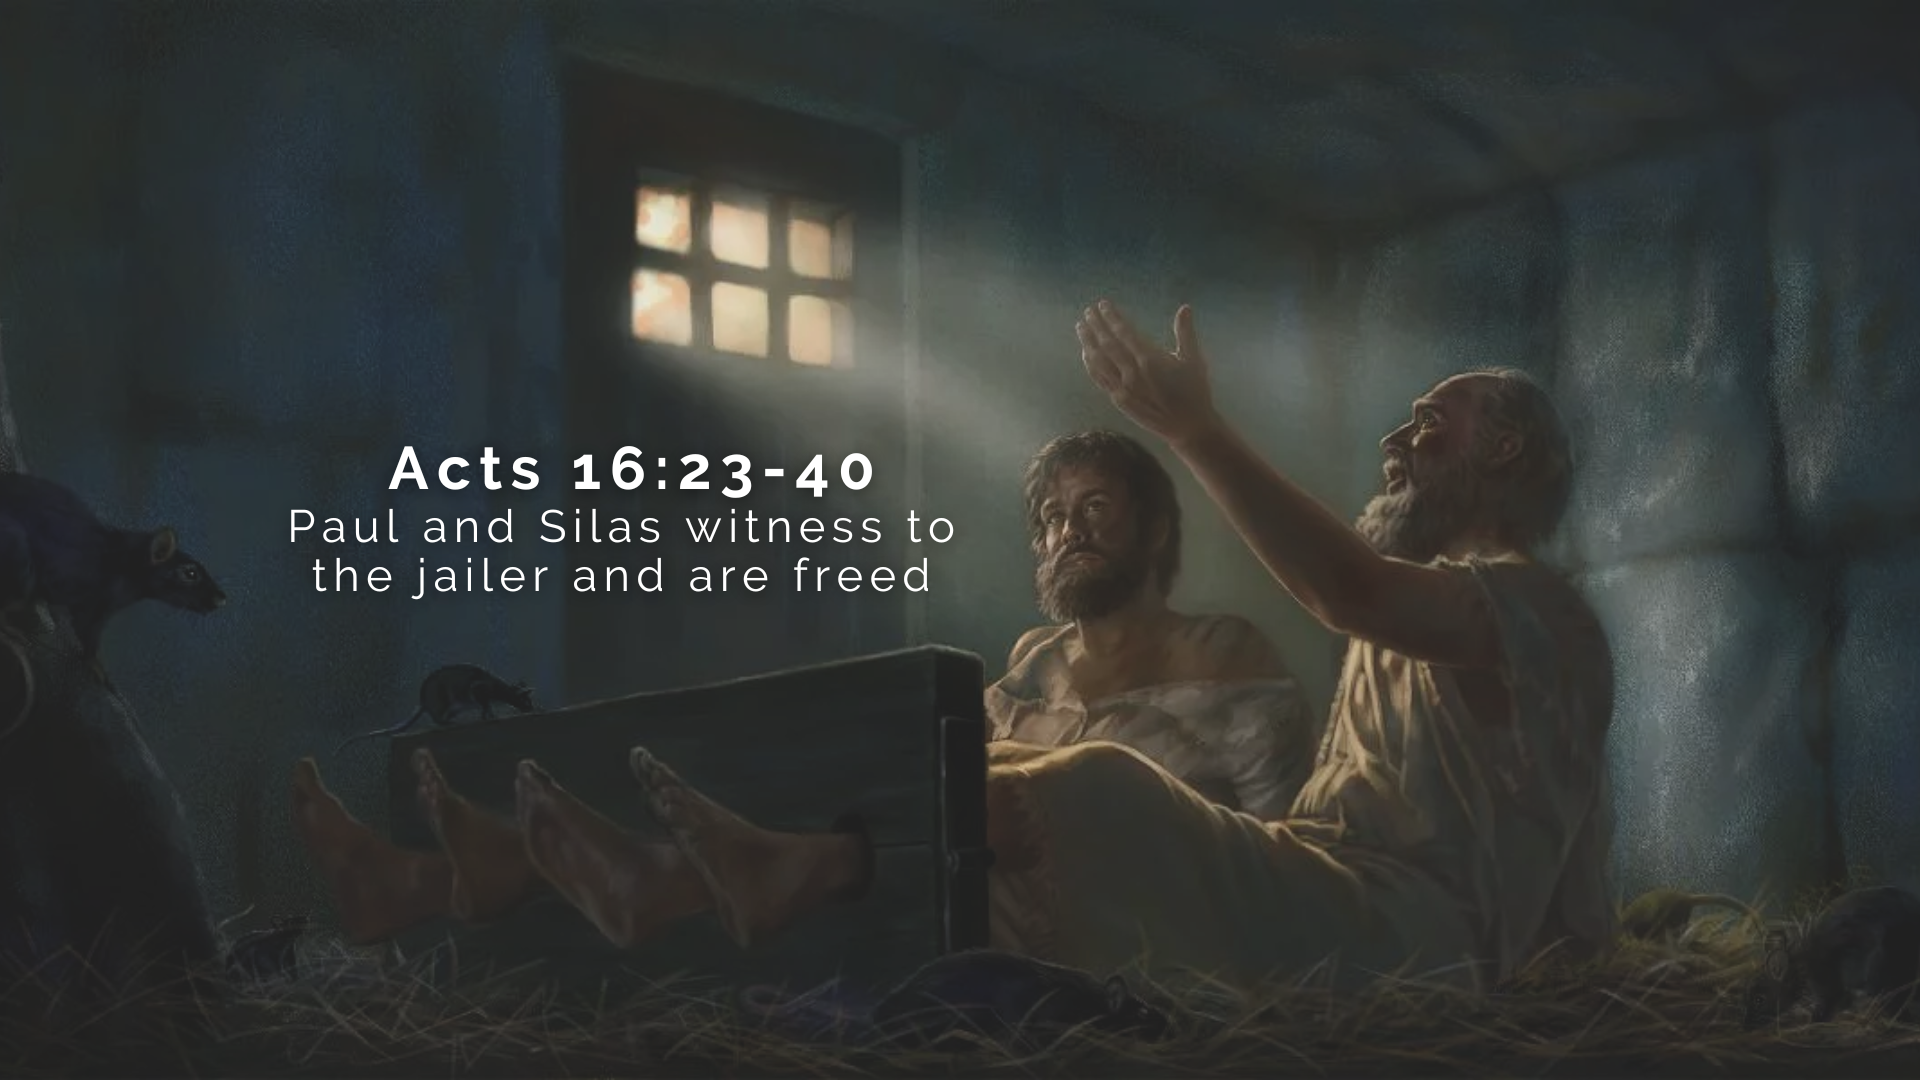 Acts 16:23-40
Paul and Silas witness to
the jailer and are freed